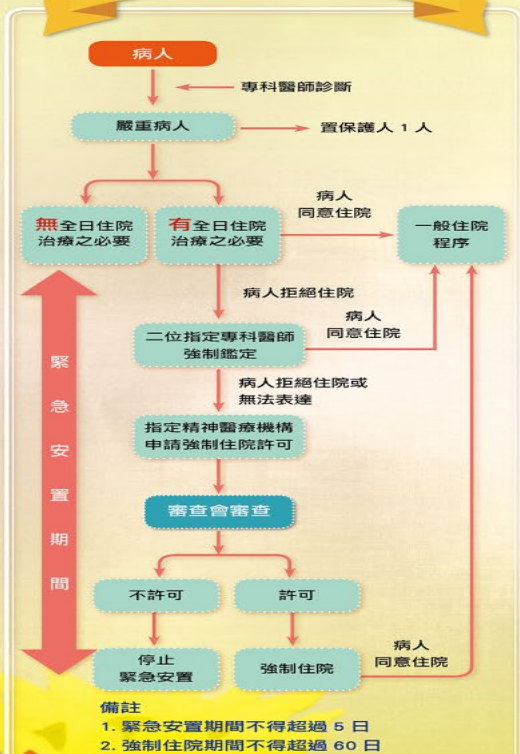 病人
專科醫師診斷
嚴重病人
置保護人 1 人
無全日住院
治療之必要
有全日住院
治療之必要
病人
同意住院
一般住院
程序
病人拒絕住院
二位指定專科醫師
強制鑑定
病人
同意住院
病人拒絕住院或
無法表達
指定精神醫療機構
申請強制住院許可
審查會審查
緊急安置期間
不許可
許可
停止
緊急安置
強制住院
病人
同意住院
備註
1. 緊急安置期間不得超過 5 日
2. 強制住院期間不得超過 60 日